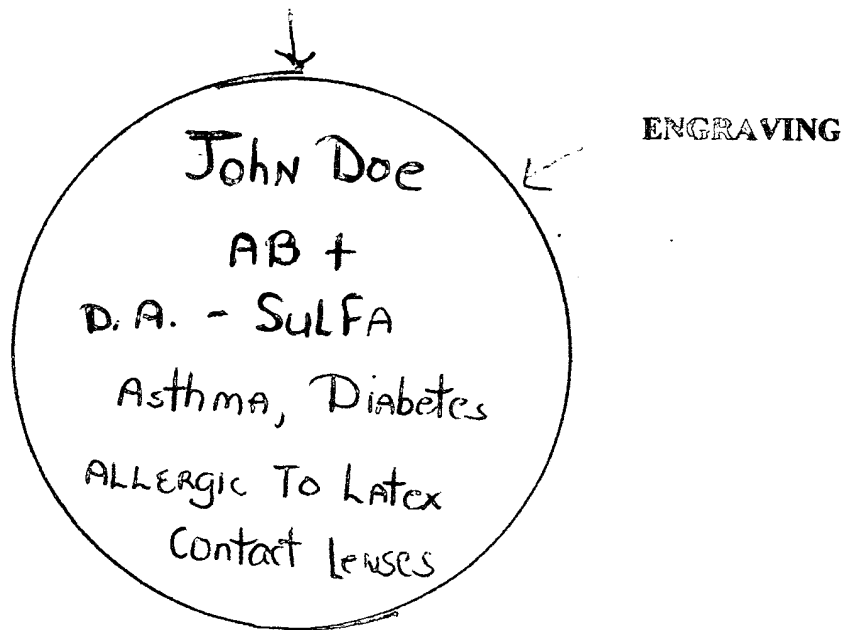 ENGRAVING
John Doe
AB +
D.A. - SulFA
Asthma, Diabetes
ALLERgic To Latex
Contact Lenses